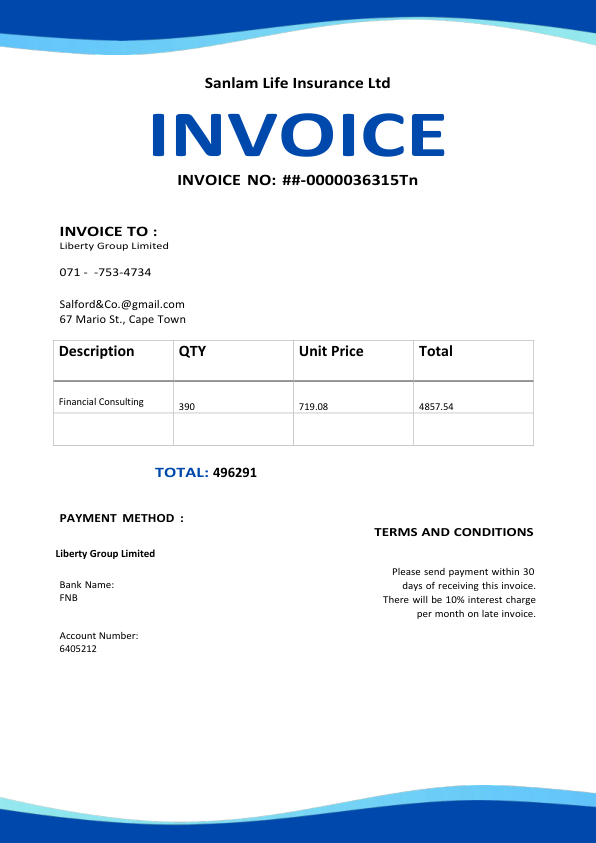 Sanlam Life Insurance Ltd
INVOICE
INVOICE NO: ##-0000036315Tn
INVOICE TO :
Liberty Group Limited
071 -  -753-4734
Salford&Co.@gmail.com
67 Mario St., Cape Town
Description QTY Unit Price Total
Financial Consulting 390 719.08 4857.54
TOTAL: 496291
PAYMENT METHOD :
Liberty Group Limited
Bank Name:
FNB
Account Number:
6405212
TERMS AND CONDITIONS
Please send payment within 30
days of receiving this invoice.
There will be 10% interest charge
per month on late invoice.